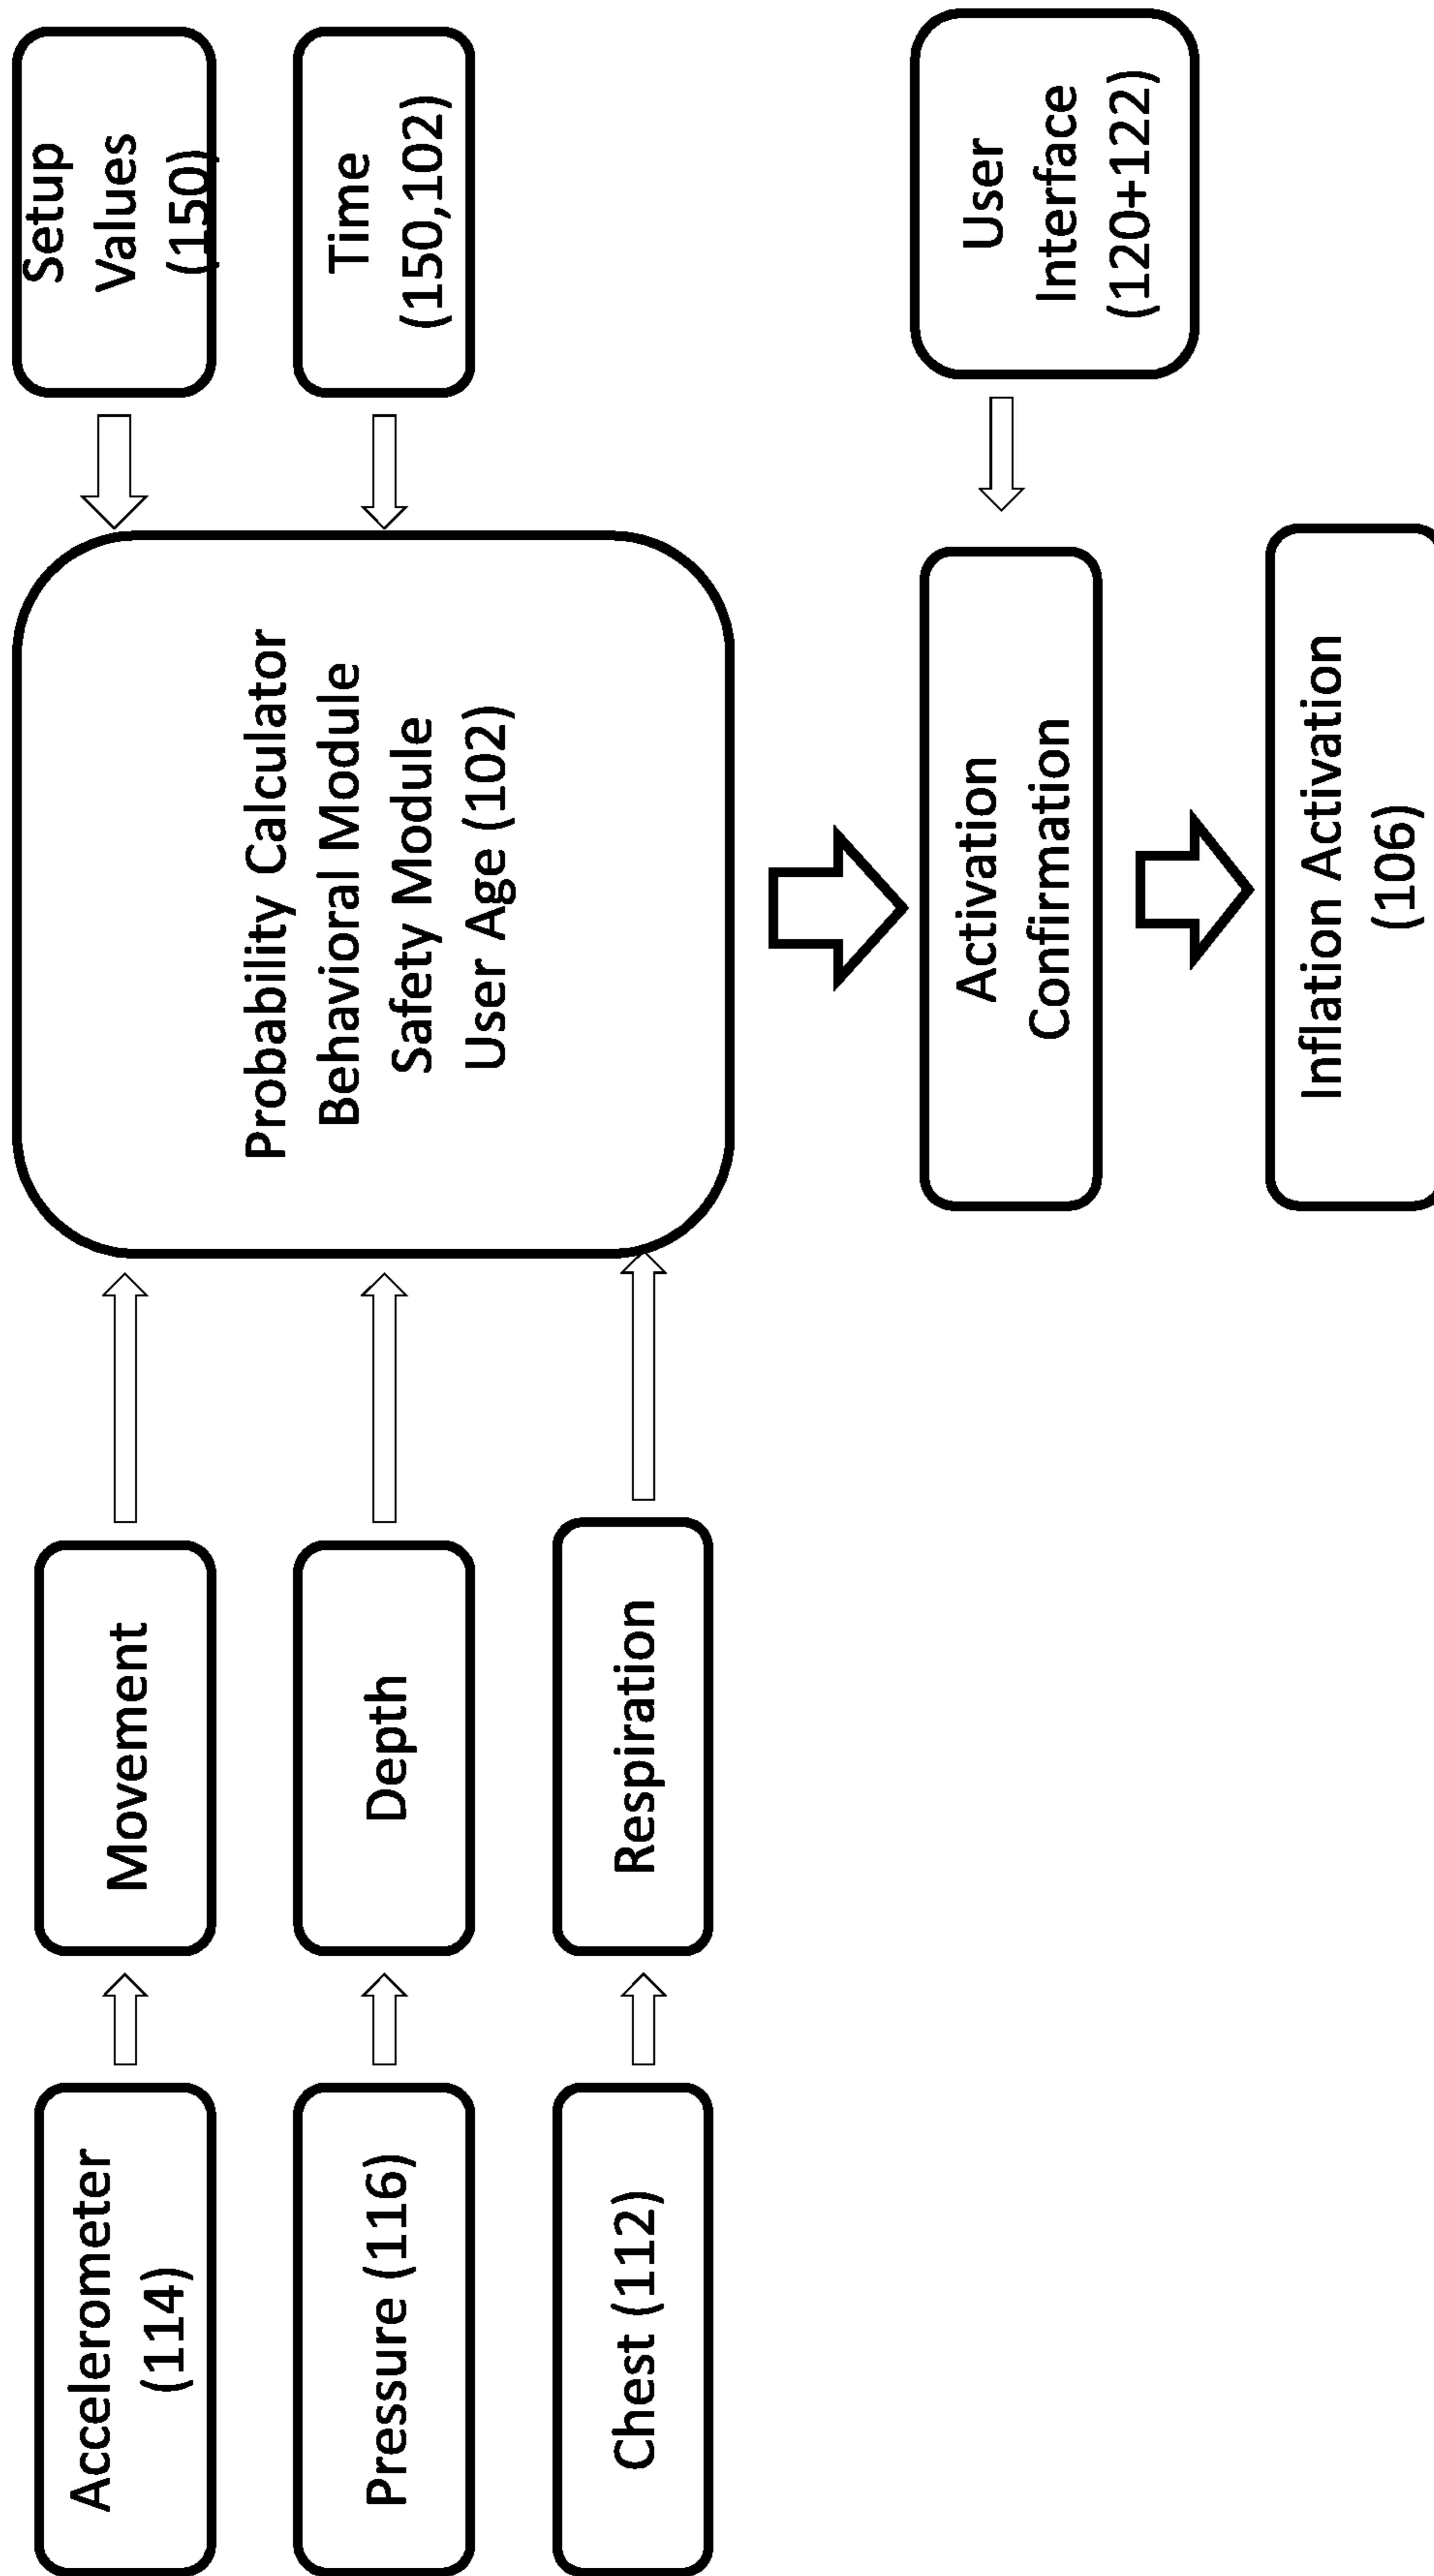 Accelerometer
(114)
Movement
Probability Calculator
Behavioral Module
Safety Module
User Age (102)
Setup
Values
(150)
Pressure (116)
Depth
Time
(150,102)
Chest (112)
Respiration
Activation
Confirmation
User
Interface
(120+122)
Inflation Activation
(106)